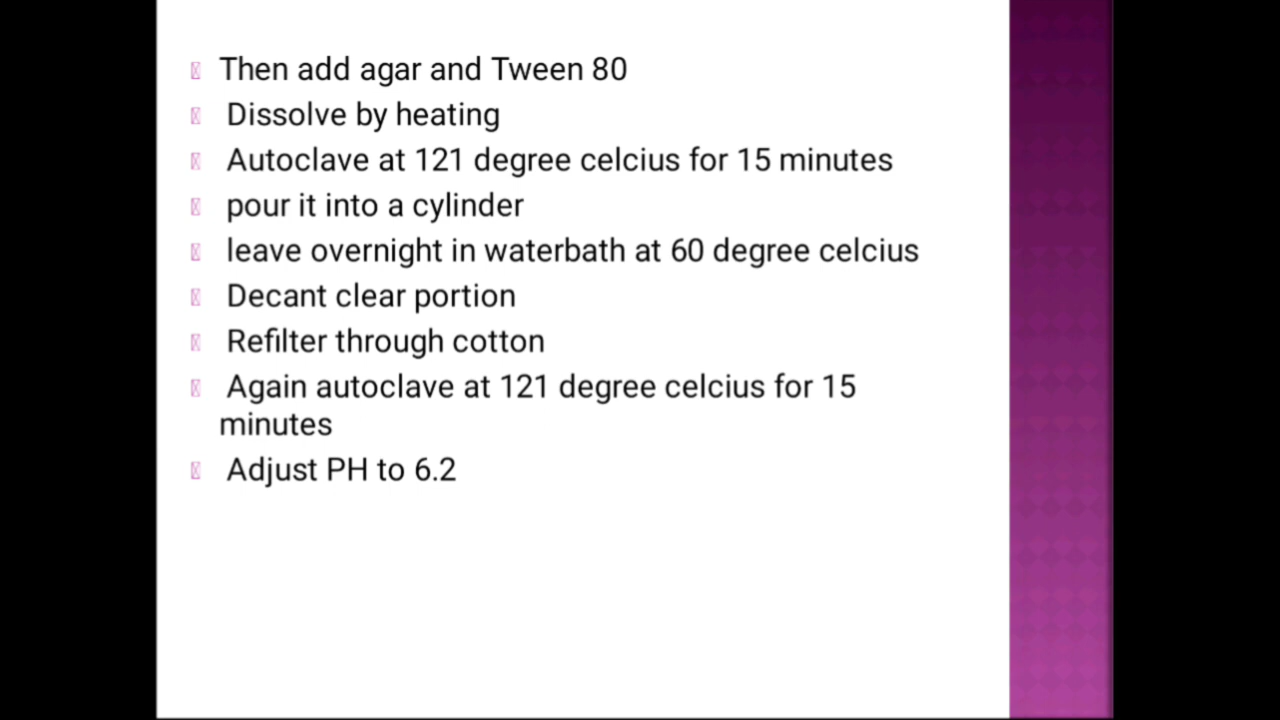 Then add agar and Tween 80
Dissolve by heating
Autoclave at 121 degree celcius for 15 minutes
pour it into a cylinder
leave overnight in waterbath at 60 degree celcius
Decant clear portion
Refilter through cotton
Again autoclave at 121 degree celcius for 15
minutes
Adjust PH to 6.2